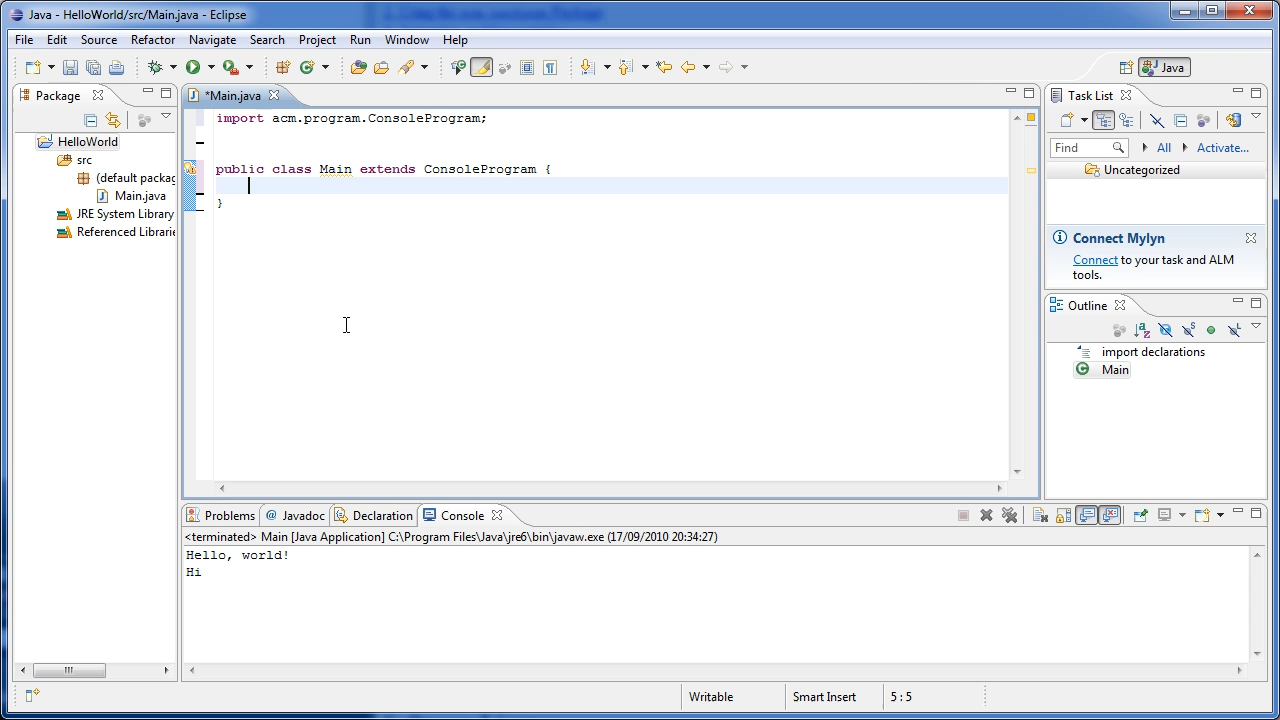 Java - HelloWorld/src/Main.java - Eclipse
File Edit Source Refactor Navigate Search Project Run Window Help
Java
Package
HelloWorld
src
(default packag
Main.java
JRE System Library
Referenced Librarie
*Main.java
import acm.program.ConsoleProgram;
public class Main extends ConsoleProgram {
}
Task List
Find All Activate...
Uncategorized
Connect Mylyn
Connect to your task and ALM
tools.
Outline
import declarations
Main
Problems @ Javadoc Declaration Console
<terminated> Main [Java Application] C:\Program Files\Java\jre6\bin\javaw.exe (17/09/2010 20:34:27)
Hello, world!
Hi
Writable Smart Insert 5 : 5